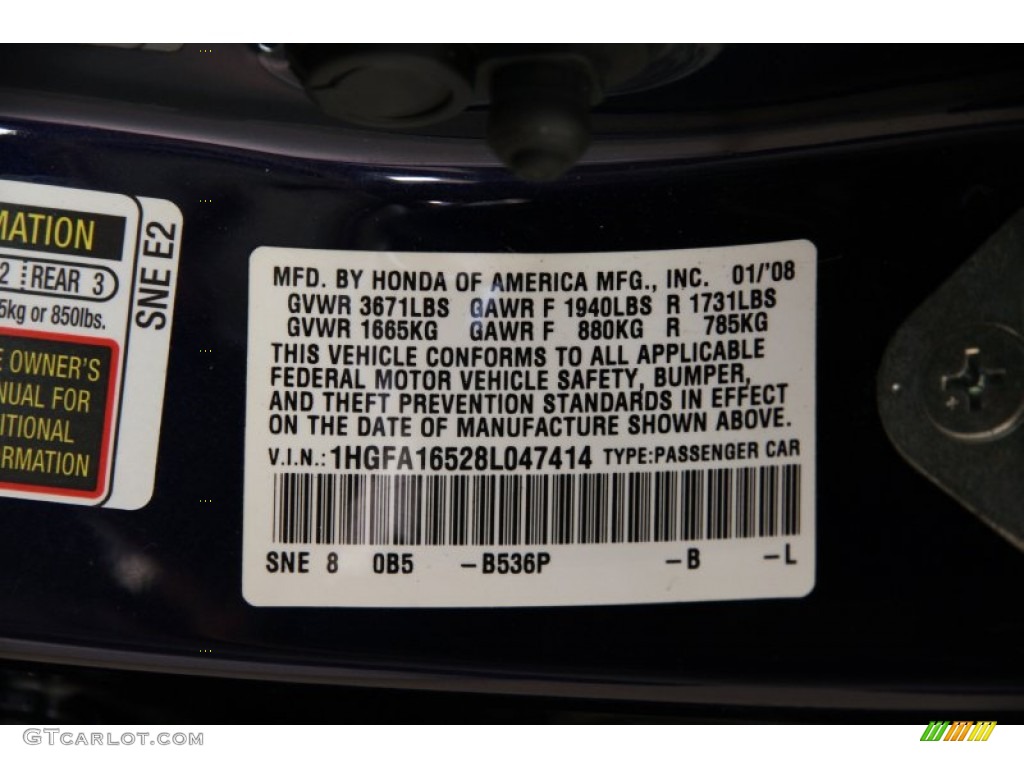 MATION
2 REAR 3
5kg or 850lbs.
SNE E2
E OWNER'S
NUAL FOR
DITIONAL
ORMATION
MFD. BY HONDA OF AMERICA MFG., INC. 01/'08
GVWR 3671LBS GAWR F 1940LBS R 1731LBS
GVWR 1665KG GAWR F 880KG R 785KG
THIS VEHICLE CONFORMS TO ALL APPLICABLE
FEDERAL MOTOR VEHICLE SAFETY, BUMPER,
AND THEFT PREVENTION STANDARDS IN EFFECT
ON THE DATE OF MANUFACTURE SHOWN ABOVE.
V.I.N.: 1HGFA16528L047414 TYPE:PASSENGER CAR
SNE 8 0B5 -B536P -B -L
GTCarLot.com